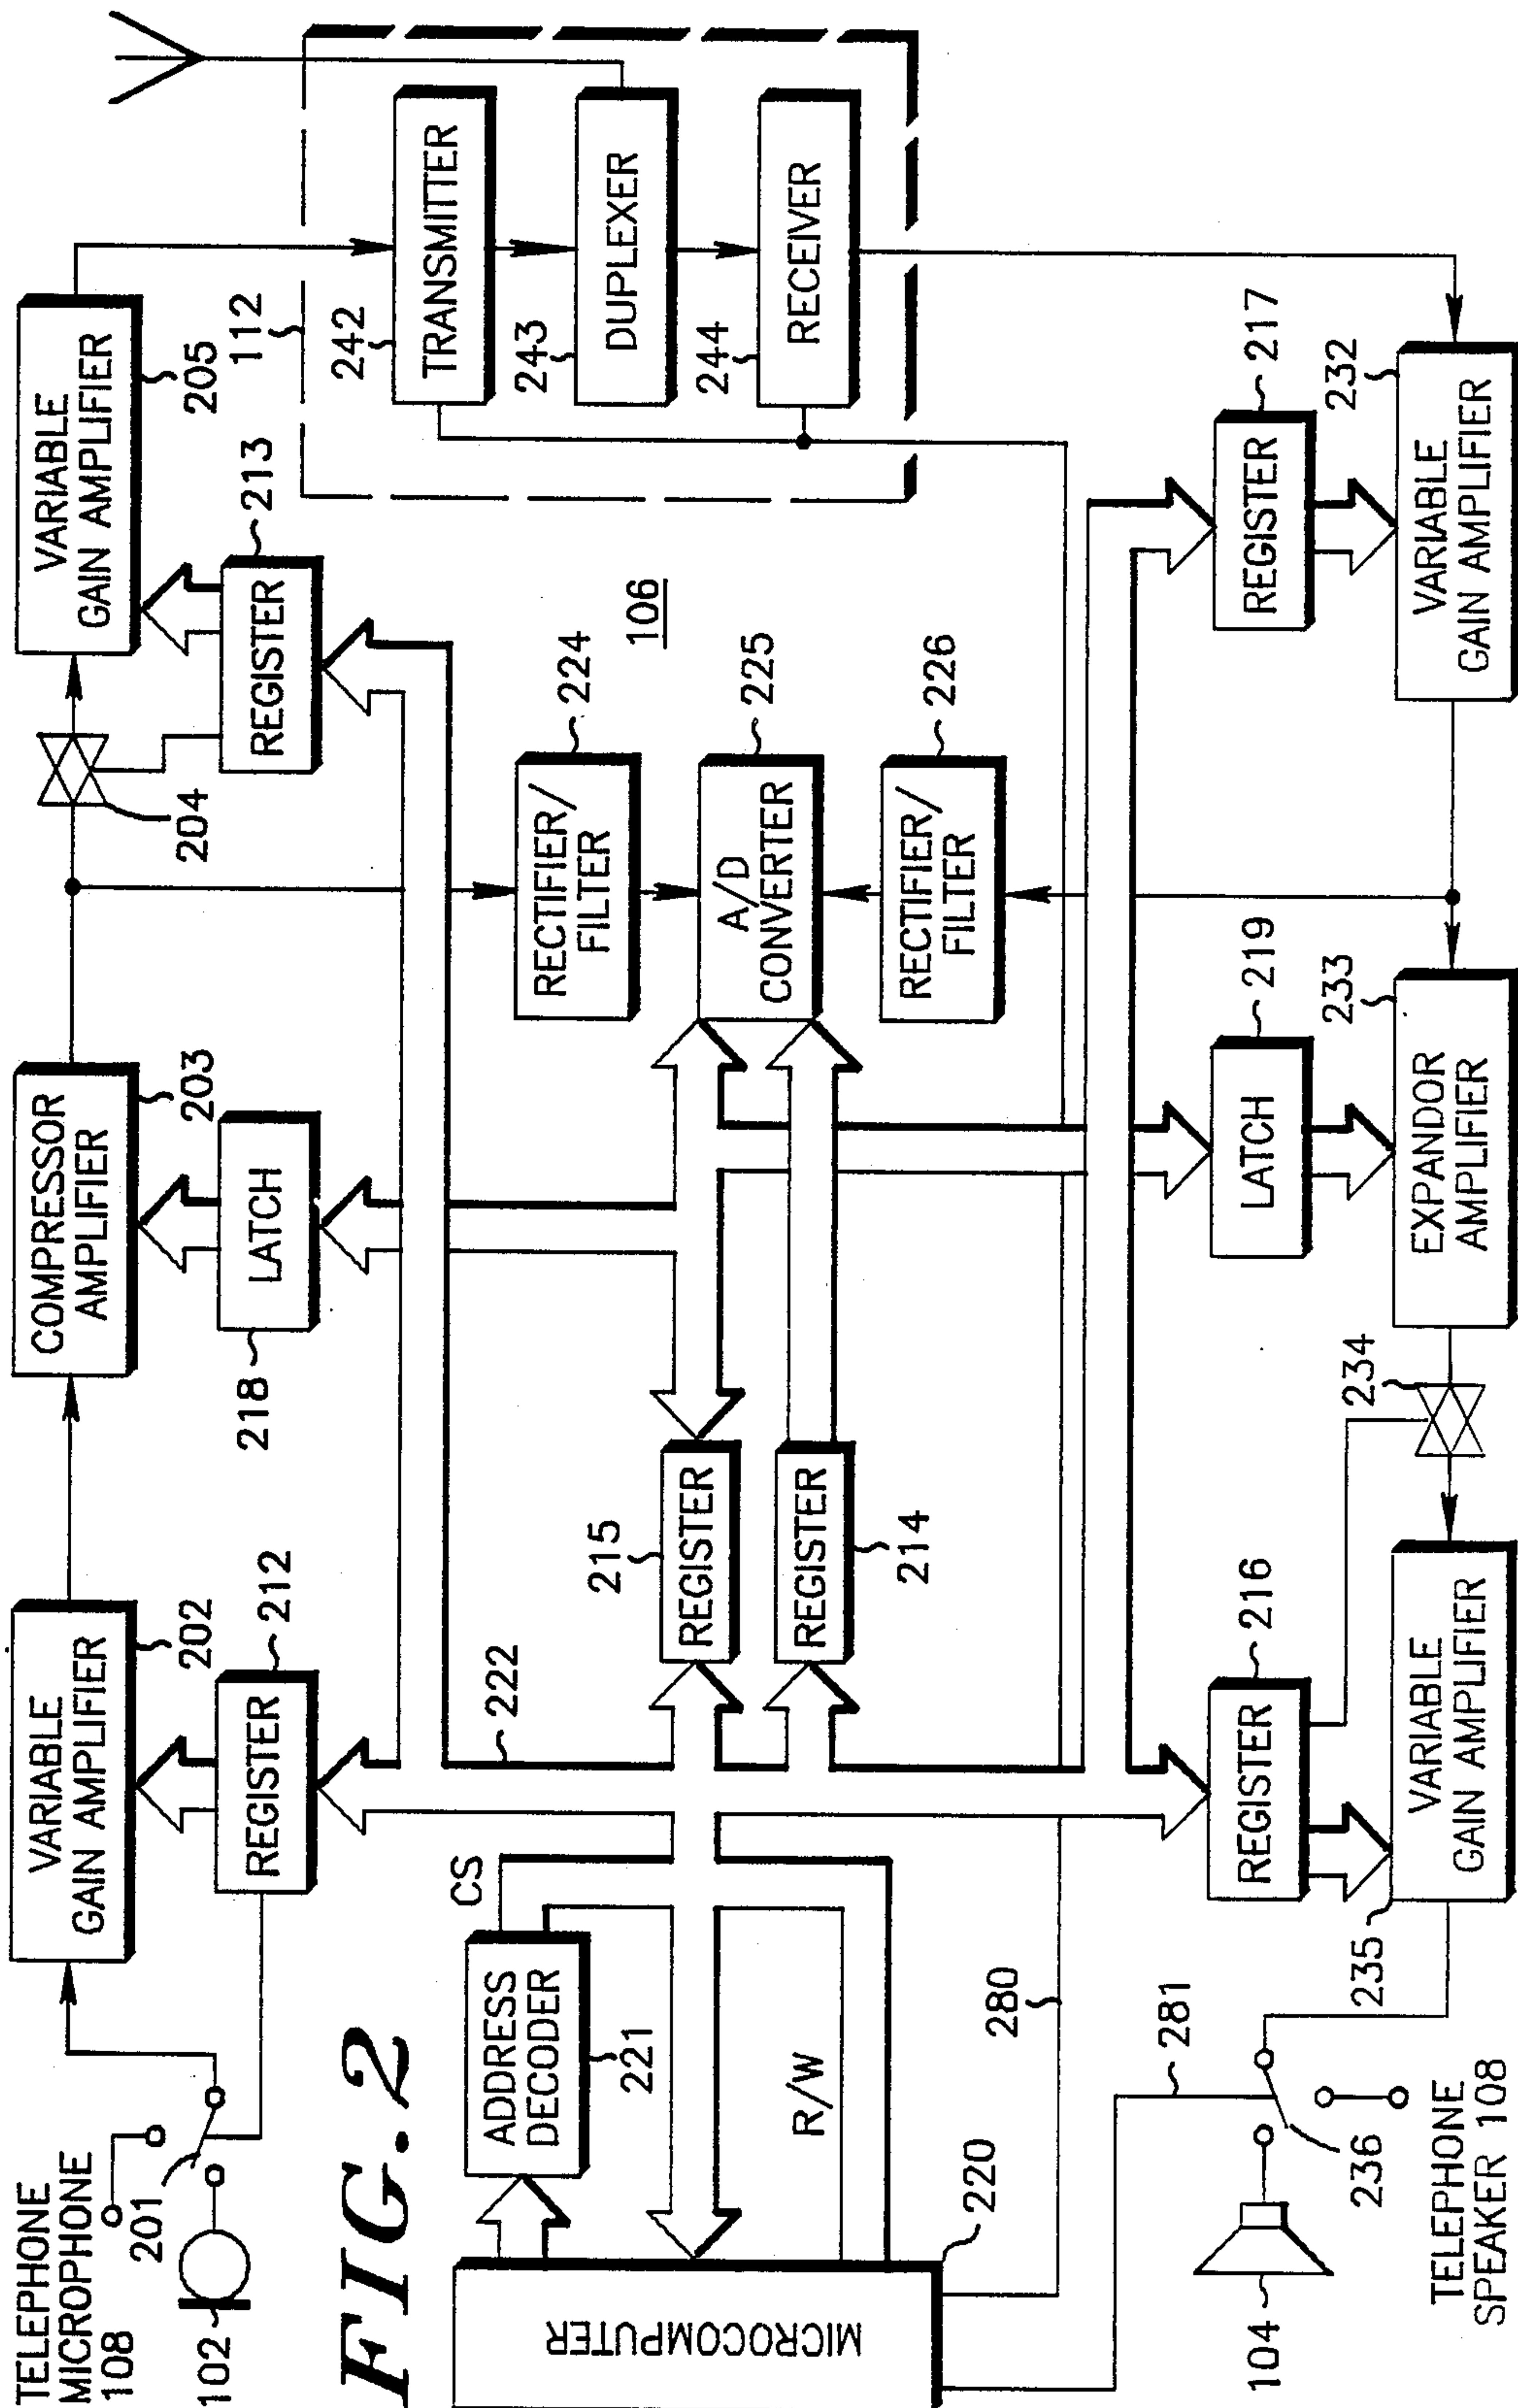 TELEPHONE
MICROPHONE
108
201
102
VARIABLE
GAIN AMPLIFIER
202
REGISTER
212
COMPRESSOR
AMPLIFIER
203
LATCH
218
204
VARIABLE
GAIN AMPLIFIER
205
REGISTER
213
112
TRANSMITTER
242
DUPLEXER
243
RECEIVER
244
FIG. 2
ADDRESS
DECODER
221
CS
R/W
MICROCOMPUTER
220
222
REGISTER
215
REGISTER
214
RECTIFIER/
FILTER
224
A/D
CONVERTER
225
RECTIFIER/
FILTER
226
106
280
281
104
236
TELEPHONE
SPEAKER 108
235
VARIABLE
GAIN AMPLIFIER
REGISTER
216
234
EXPANDOR
AMPLIFIER
233
LATCH
219
REGISTER
217
VARIABLE
GAIN AMPLIFIER
232